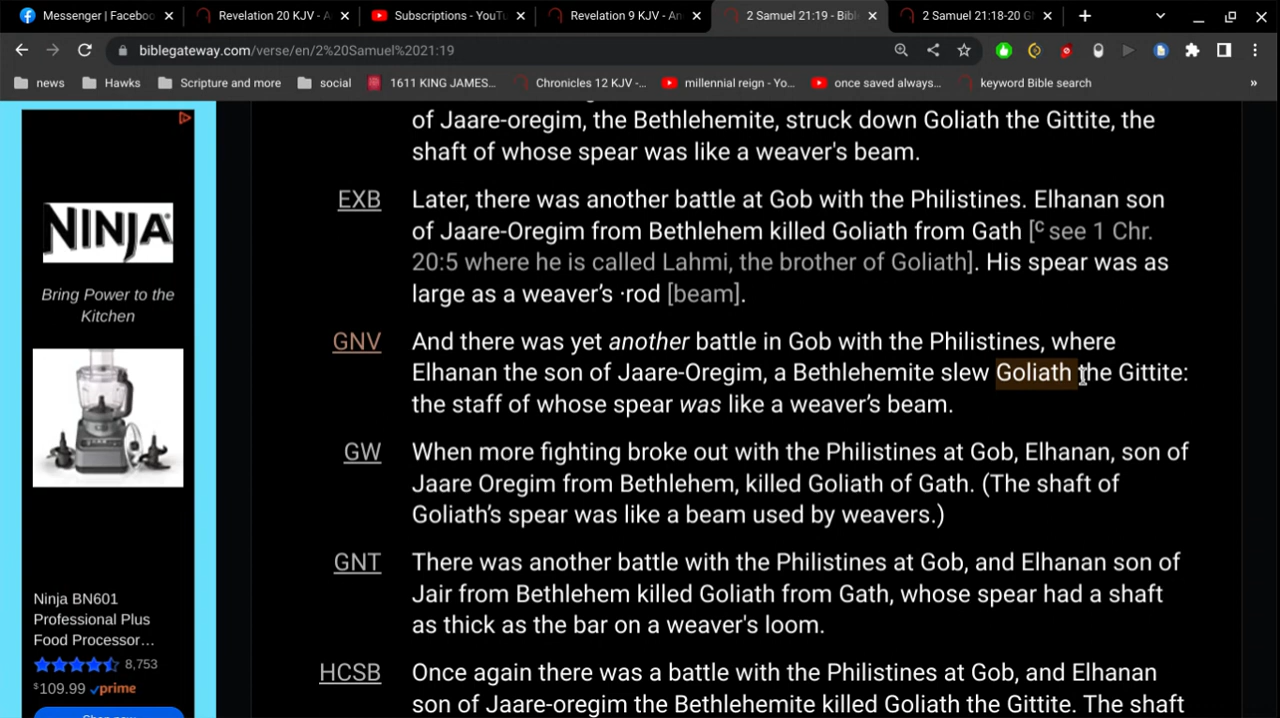 Messenger | Faceboo
Revelation 20 KJV - A
Subscriptions - YouTu
Revelation 9 KJV - An
2 Samuel 21:19 - Bibl
2 Samuel 21:18-20 G
biblegateway.com/verse/en/2%20Samuel%2021:19
news
Hawks
Scripture and more
social
1611 KING JAMES...
Chronicles 12 KJV -...
millennial reign - Yo...
once saved always...
keyword Bible search
»
of Jaare-oregim, the Bethlehemite, struck down Goliath the Gittite, the
shaft of whose spear was like a weaver's beam.
EXB
Later, there was another battle at Gob with the Philistines. Elhanan son
of Jaare-Oregim from Bethlehem killed Goliath from Gath [ᶜ see 1 Chr.
20:5 where he is called Lahmi, the brother of Goliath]. His spear was as
large as a weaver’s ·rod [beam].
GNV
And there was yet another battle in Gob with the Philistines, where
Elhanan the son of Jaare-Oregim, a Bethlehemite slew Goliath the Gittite:
the staff of whose spear was like a weaver’s beam.
GW
When more fighting broke out with the Philistines at Gob, Elhanan, son of
Jaare Oregim from Bethlehem, killed Goliath of Gath. (The shaft of
Goliath’s spear was like a beam used by weavers.)
GNT
There was another battle with the Philistines at Gob, and Elhanan son of
Jair from Bethlehem killed Goliath from Gath, whose spear had a shaft
as thick as the bar on a weaver's loom.
HCSB
Once again there was a battle with the Philistines at Gob, and Elhanan
son of Jaare-oregim the Bethlehemite killed Goliath the Gittite. The shaft
NINJA
Bring Power to the
Kitchen
Ninja BN601
Professional Plus
Food Processor...
8,753
$109.99 prime